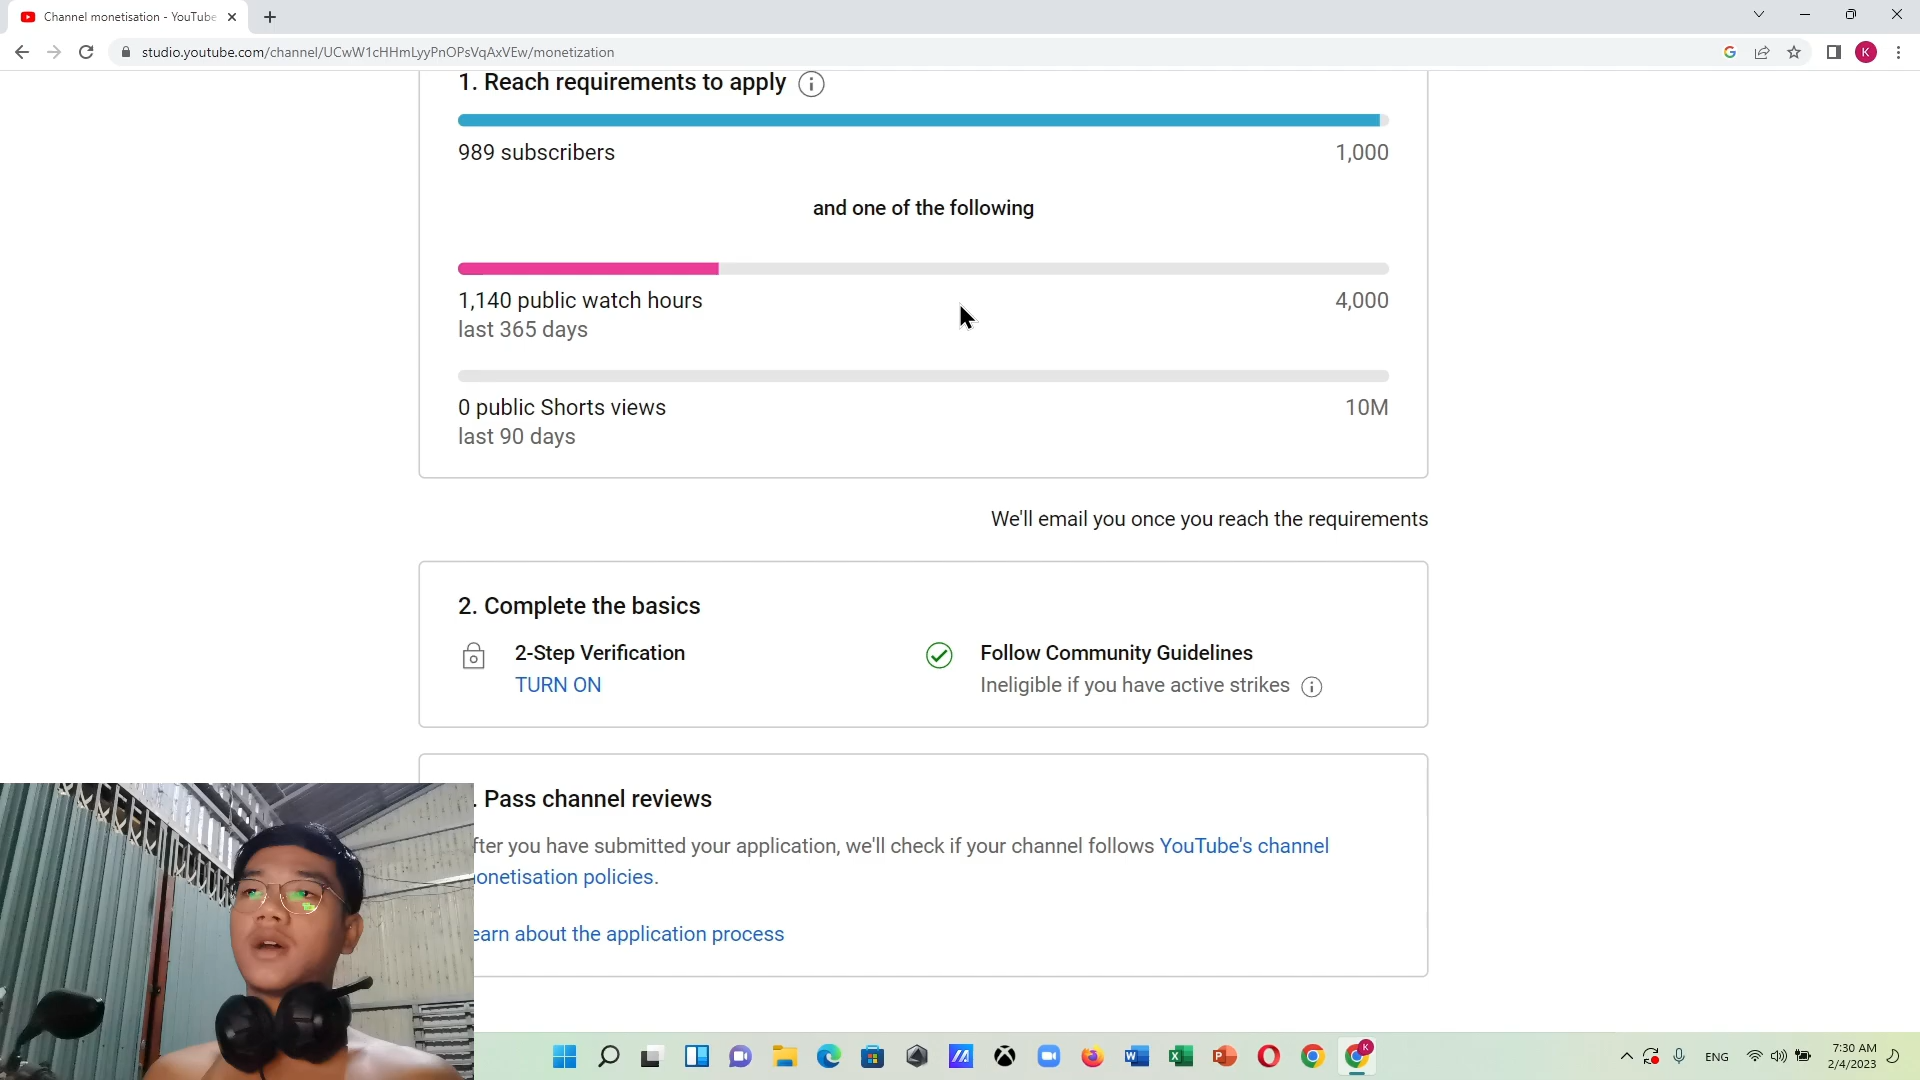 Channel monetisation - YouTube
studio.youtube.com/channel/UCwW1cHHmLyyPnOPsVqAxVEw/monetization
K
1. Reach requirements to apply
989 subscribers 1,000
and one of the following
1,140 public watch hours 4,000
last 365 days
0 public Shorts views 10M
last 90 days
We'll email you once you reach the requirements
2. Complete the basics
2-Step Verification Follow Community Guidelines
TURN ON Ineligible if you have active strikes
. Pass channel reviews
fter you have submitted your application, we'll check if your channel follows YouTube's channel
onetisation policies.
earn about the application process
ENG 7:30 AM
2/4/2023